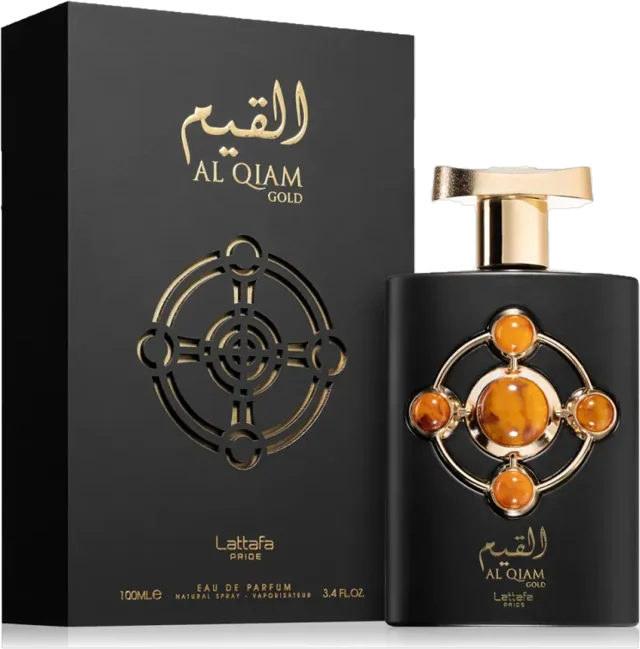 القيم
AL QIAM
GOLD
Lattafa
PRIDE
EAU DE PARFUM
100MLe NATURAL SPRAY - VAPORISATEUR 3.4 FL.OZ.
القيم
AL QIAM
GOLD
Lattafa
PRIDE